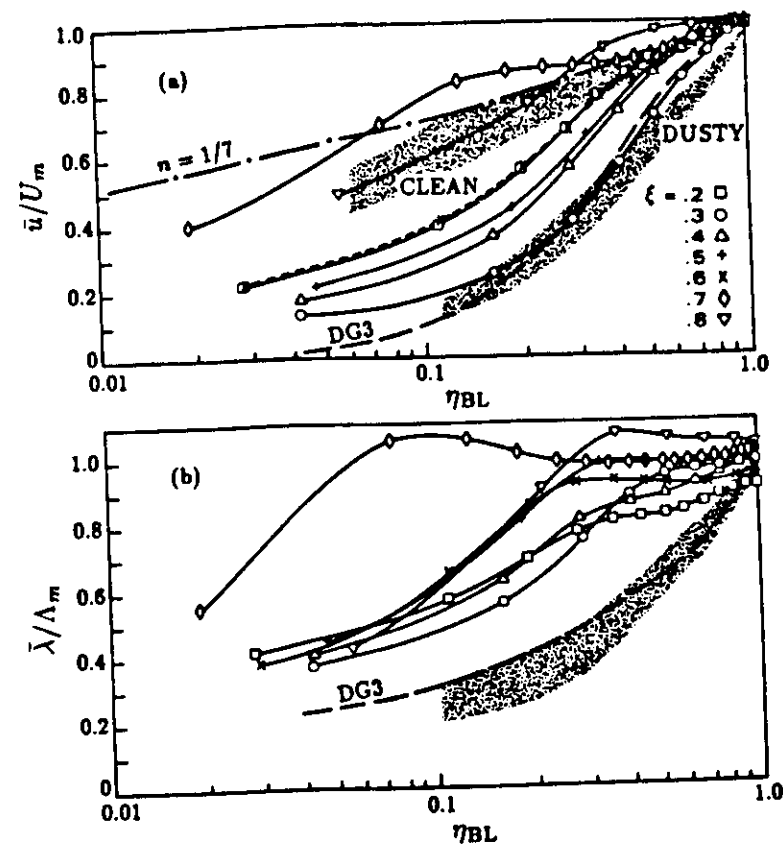 1.0
(a)
0.8
n = 1/7
DUSTY
0.6
CLEAN
ū/U_m
ξ = .2 □
.3 ○
0.4
.4 △
.5 +
.6 ×
0.2
.7 ◊
DG3
.8 ▽
0
0.01
0.1
1.0
η_BL
(b)
1.0
0.8
0.6
λ̄/Λ_m
0.4
DG3
0.2
0
0.01
0.1
1.0
η_BL